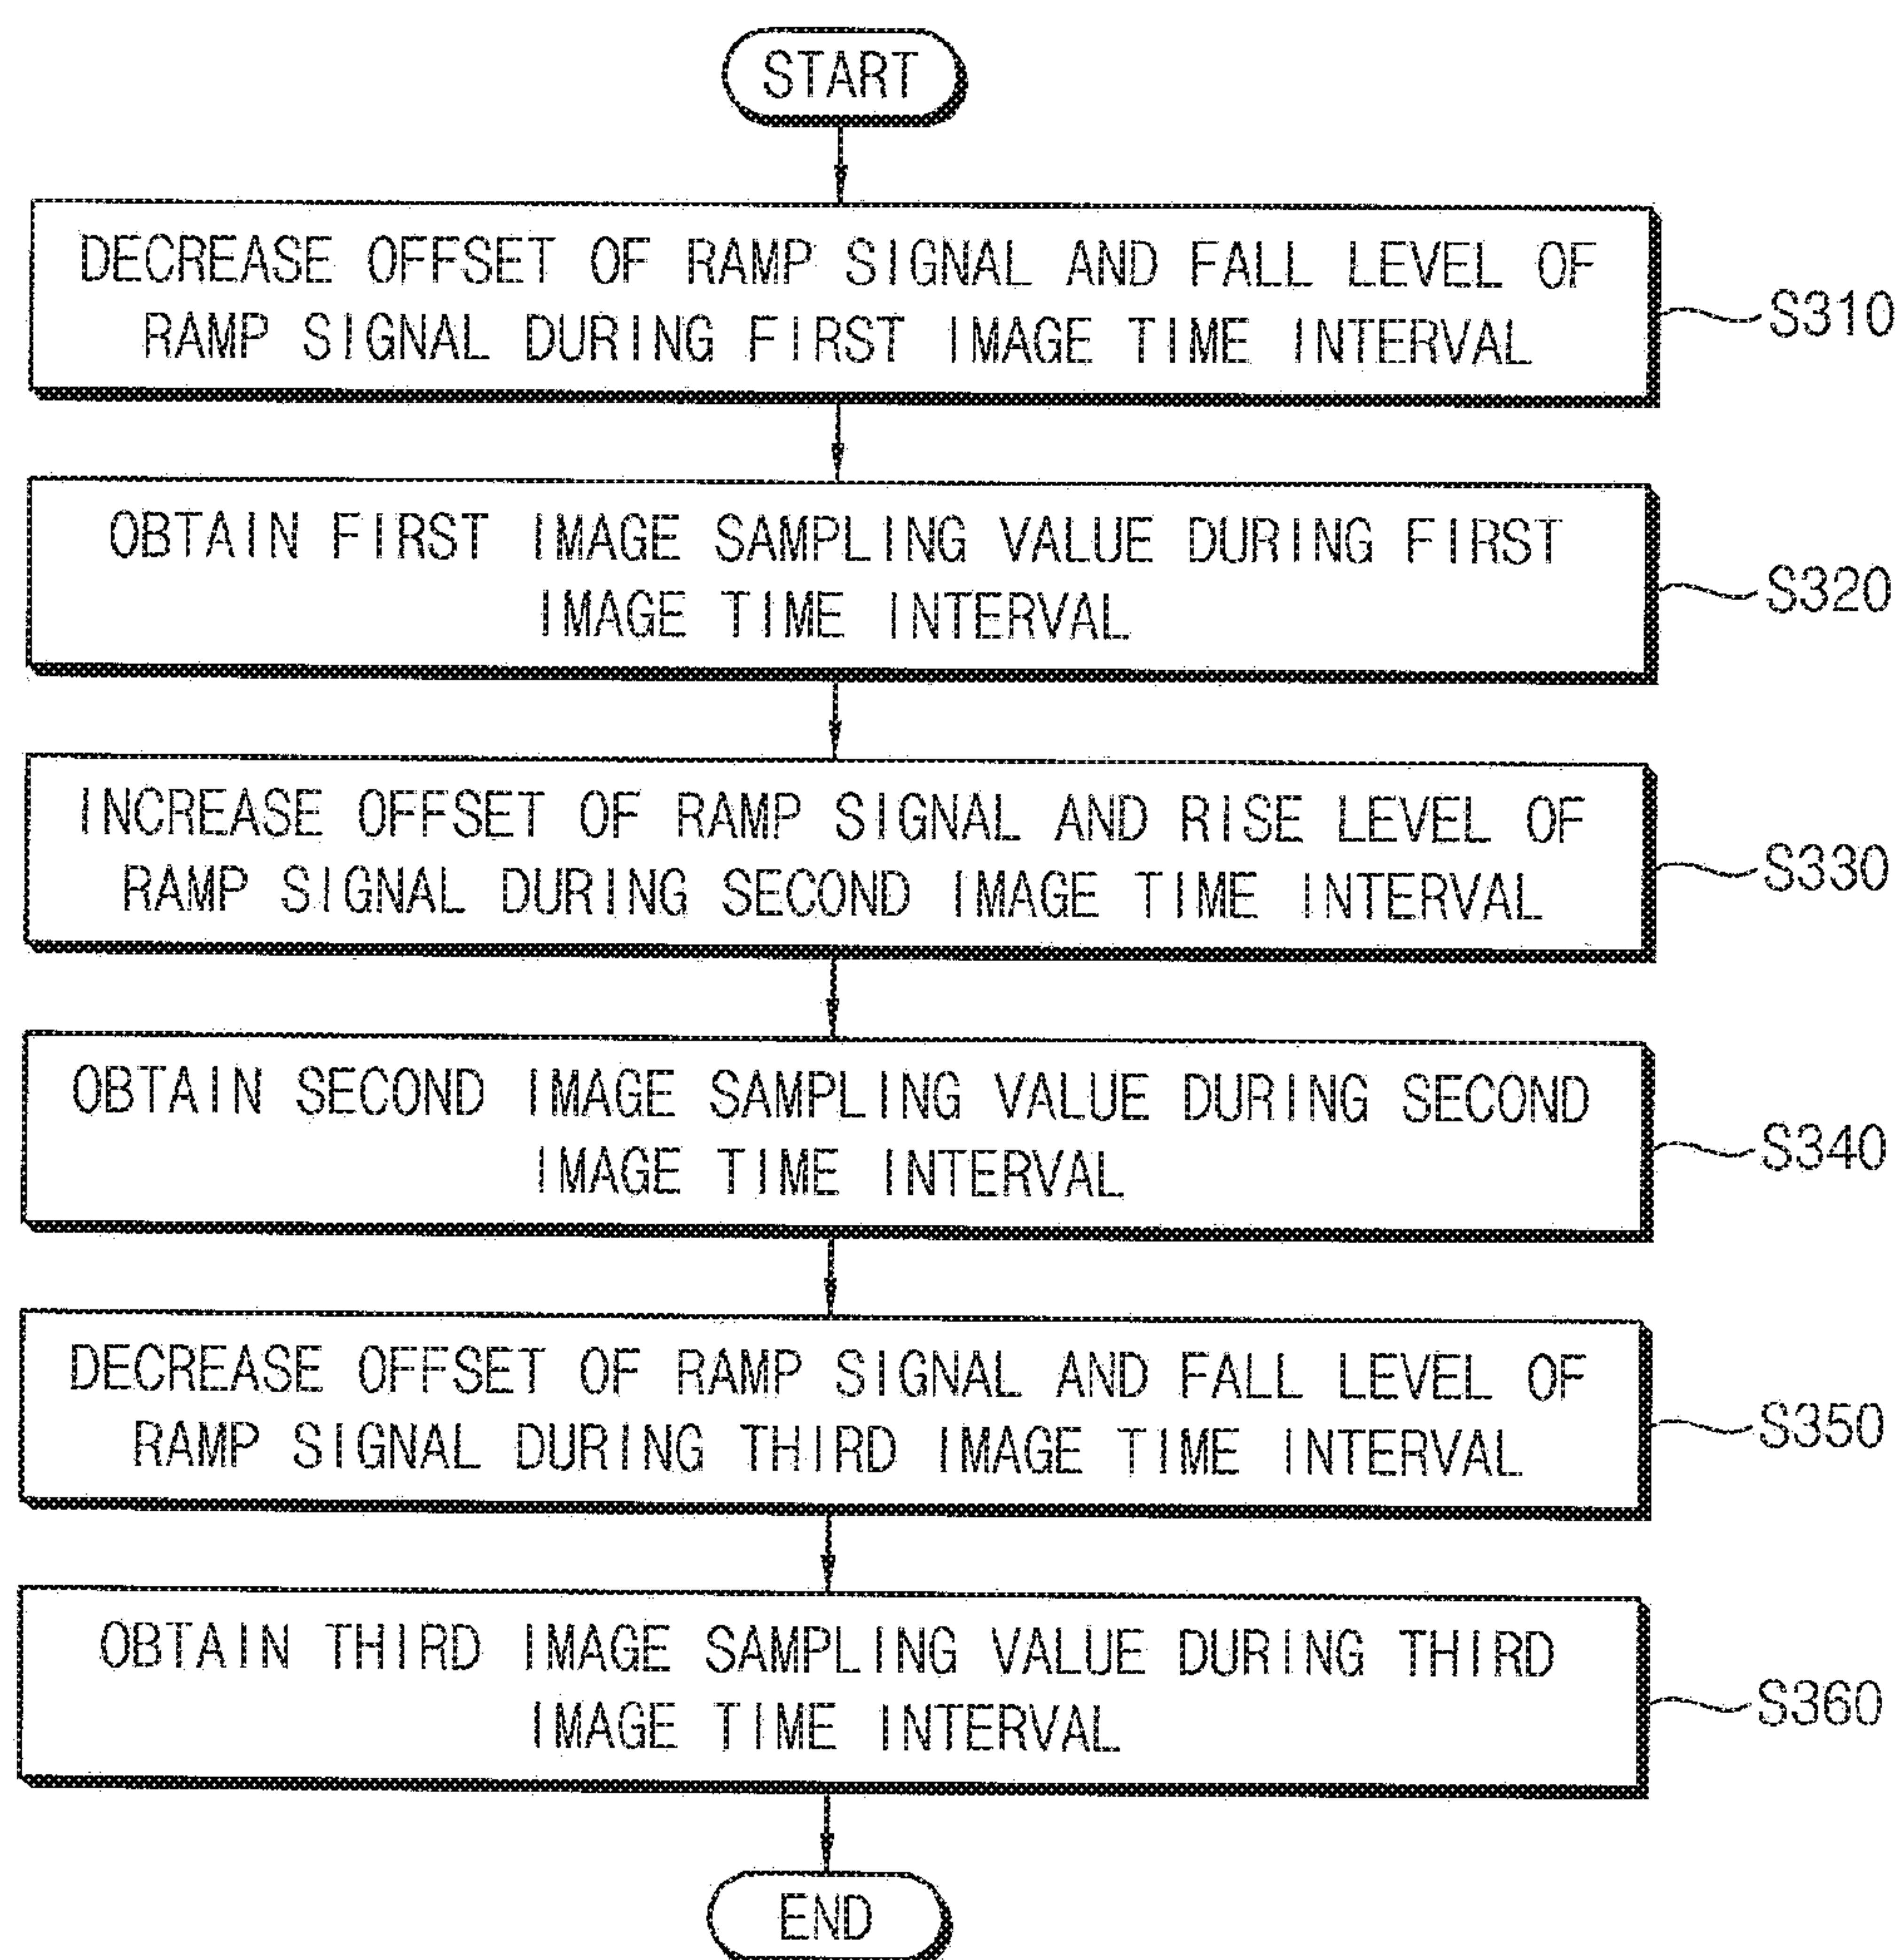 START
DECREASE OFFSET OF RAMP SIGNAL AND FALL LEVEL OF
RAMP SIGNAL DURING FIRST IMAGE TIME INTERVAL
S310
OBTAIN FIRST IMAGE SAMPLING VALUE DURING FIRST
IMAGE TIME INTERVAL
S320
INCREASE OFFSET OF RAMP SIGNAL AND RISE LEVEL OF
RAMP SIGNAL DURING SECOND IMAGE TIME INTERVAL
S330
OBTAIN SECOND IMAGE SAMPLING VALUE DURING SECOND
IMAGE TIME INTERVAL
S340
DECREASE OFFSET OF RAMP SIGNAL AND FALL LEVEL OF
RAMP SIGNAL DURING THIRD IMAGE TIME INTERVAL
S350
OBTAIN THIRD IMAGE SAMPLING VALUE DURING THIRD
IMAGE TIME INTERVAL
S360
END